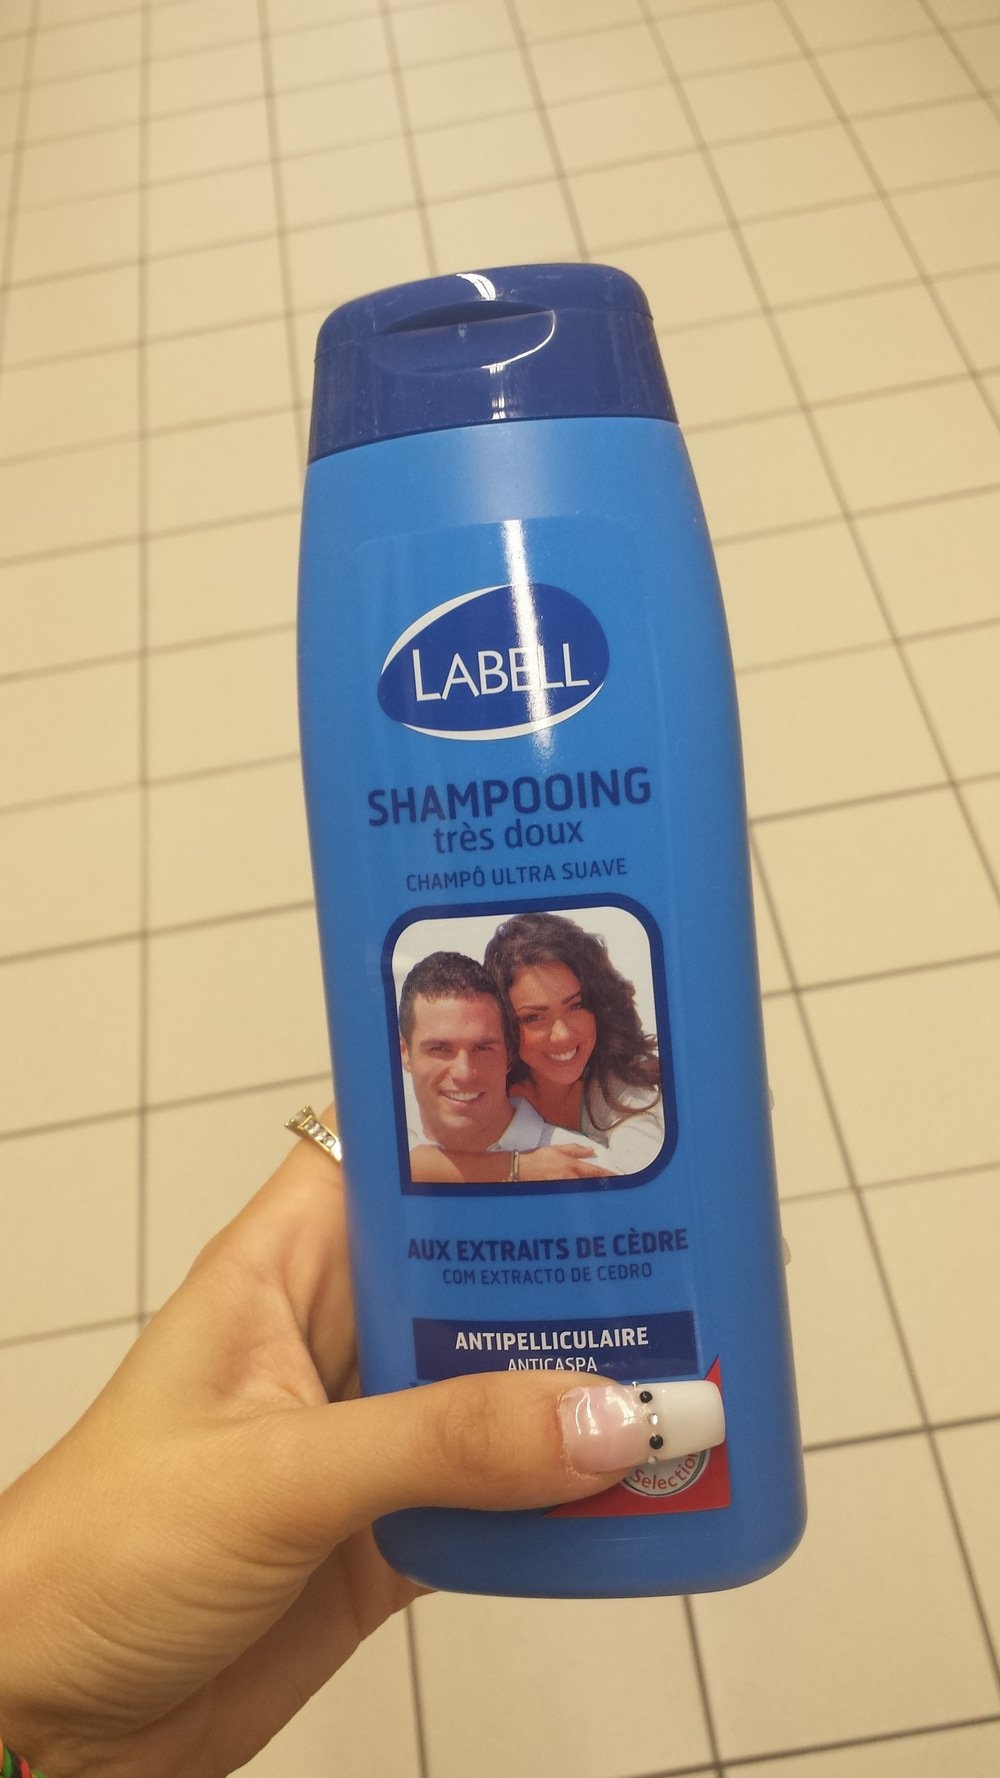 LABELL
SHAMPOOING
très doux
CHAMPÔ ULTRA SUAVE
AUX EXTRAITS DE CÈDRE
COM EXTRACTO DE CEDRO
ANTIPELLICULAIRE
ANTICASPA
Selection